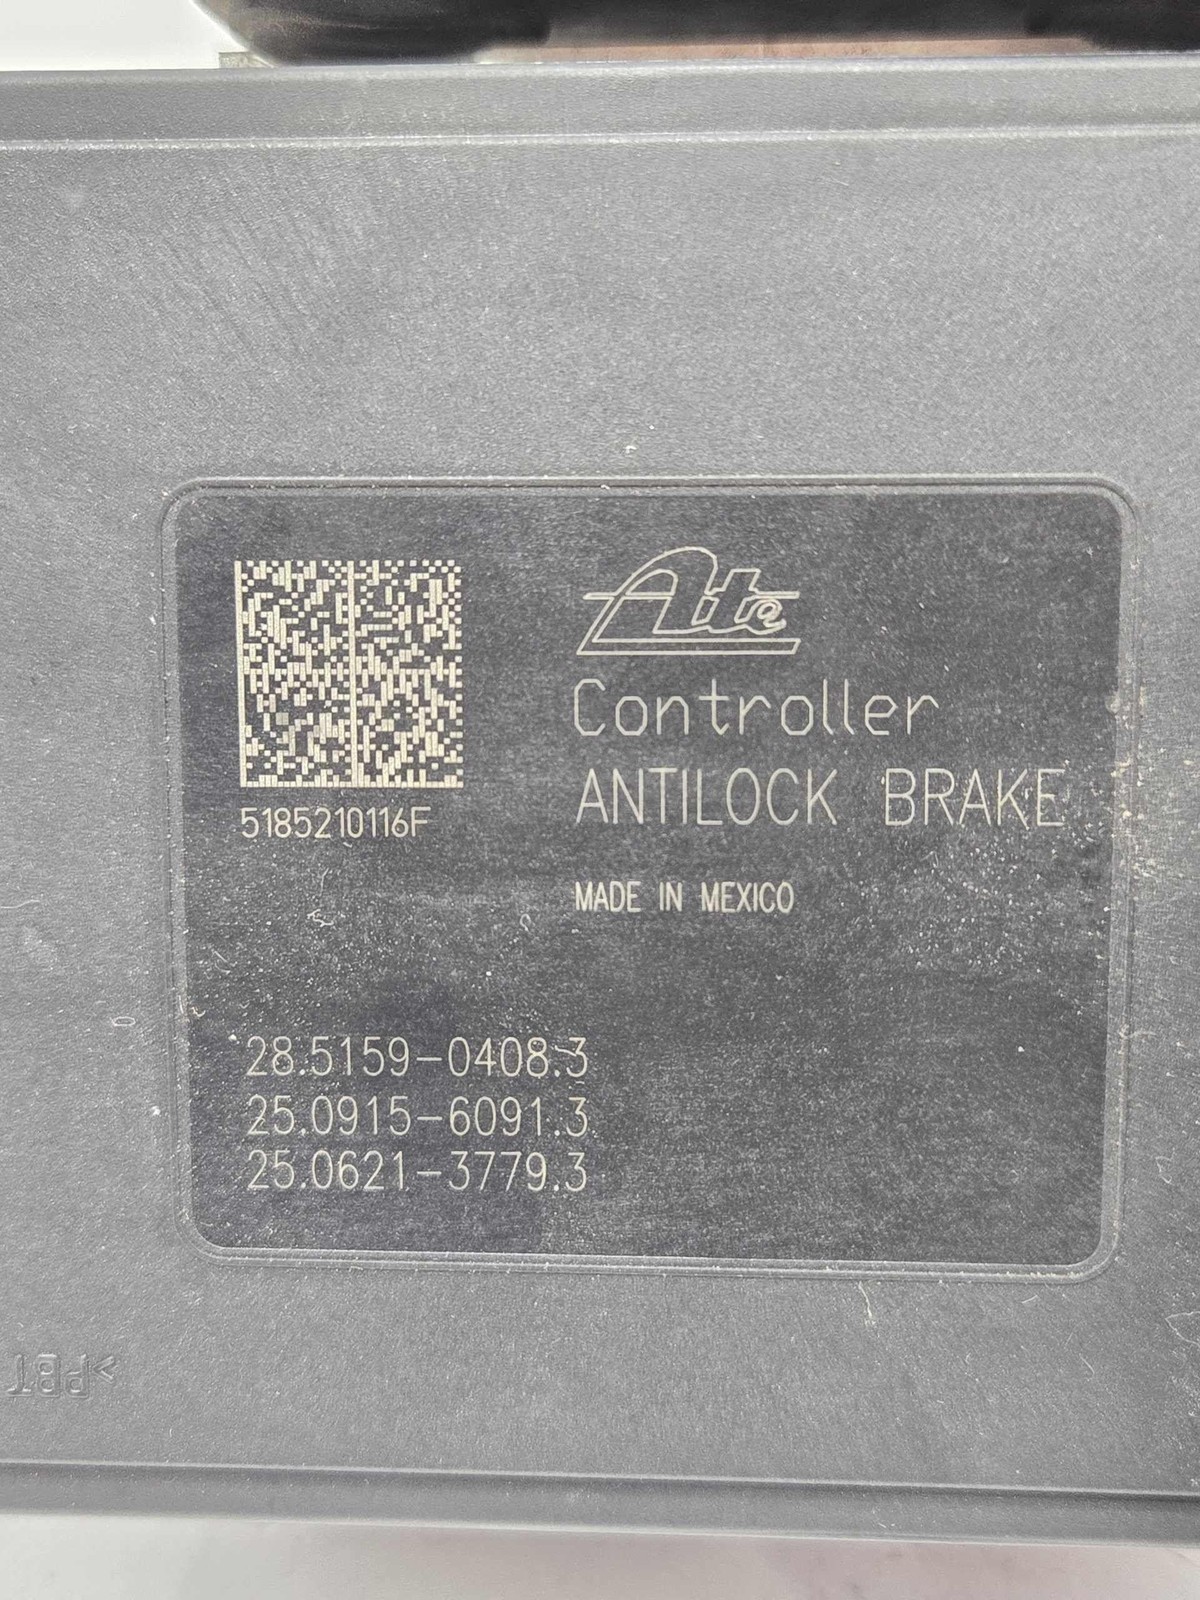 Ate
Controller
ANTILOCK BRAKE
5185210116F
MADE IN MEXICO
28.5159-0408.3
25.0915-6091.3
25.0621-3779.3
>PBT